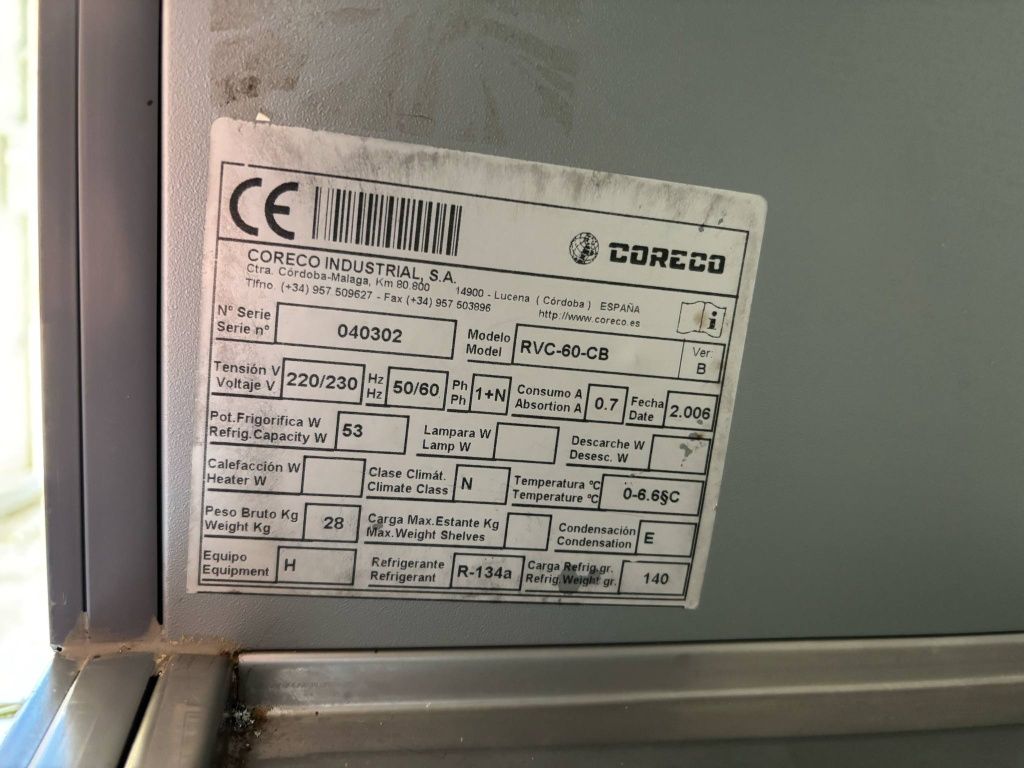 CE
CORECO
CORECO INDUSTRIAL, S.A.
Ctra. Córdoba-Malaga, Km 80.800 14900 - Lucena ( Córdoba ) ESPAÑA
Tlfno. (+34) 957 509627 - Fax (+34) 957 503896 http://www.coreco.es
i
Nº Serie 040302 Modelo RVC-60-CB Ver:
Serie nº Model B
Tensión V 220/230 Hz 50/60 Ph 1+N Consumo A 0.7 Fecha 2.006
Voltaje V Hz Ph Absortion A Date
Pot.Frigorifica W 53 Lampara W Descarche W
Refrig.Capacity W Lamp W Desesc. W
Calefacción W Clase Climát. N Temperatura ºC 0-6.6§C
Heater W Climate Class Temperature ºC
Peso Bruto Kg 28 Carga Max.Estante Kg Condensación E
Weight Kg Max.Weight Shelves Condensation
Equipo H Refrigerante R-134a Carga Refrig.gr. 140
Equipment Refrigerant Refrig.Weight gr.